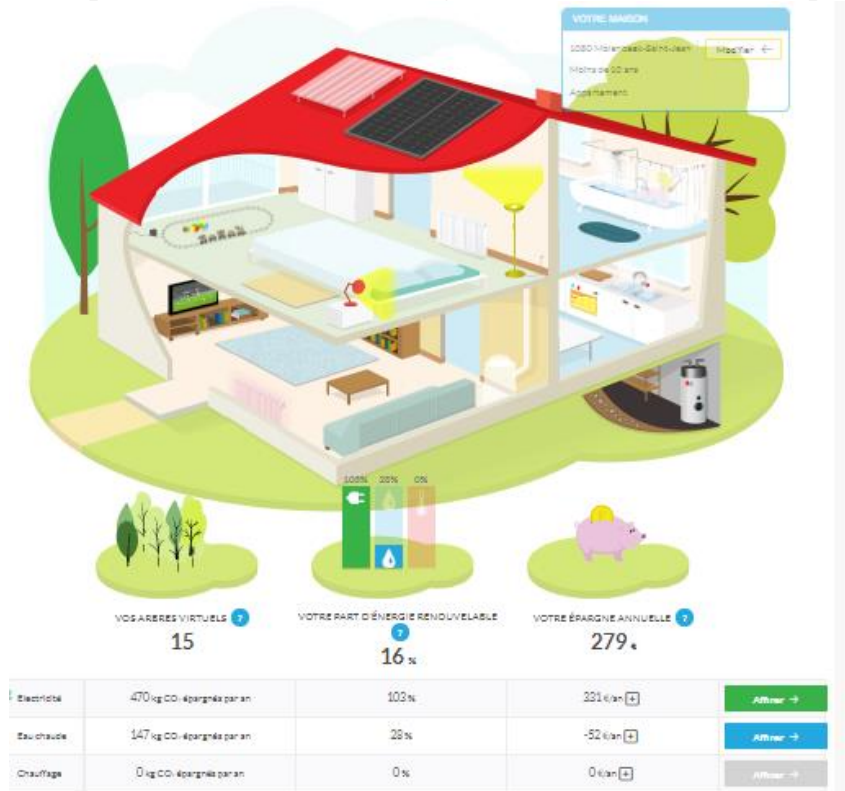 VOTRE MAISON
1080 Molenbeek-Saint-Jean
Modifier ←
Moins de 10 ans
Appartement
103% 28% 0%
VOS ARBRES VIRTUELS ?
15
VOTRE PART D'ÉNERGIE RENOUVELABLE
?
16 %
VOTRE ÉPARGNE ANNUELLE ?
279 €
Electricité 470 kg CO₂ épargnés par an 103 % 331 €/an + Affiner →
Eau chaude 147 kg CO₂ épargnés par an 28 % -52 €/an + Affiner →
Chauffage 0 kg CO₂ épargnés par an 0 % 0 €/an + Affiner →